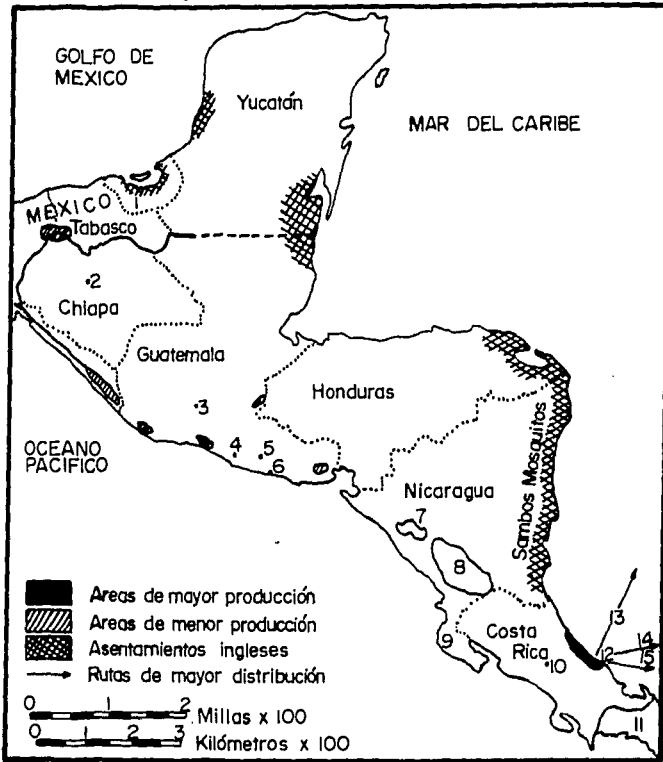 GOLFO DE
MEXICO
Yucatán
MAR DEL CARIBE
MEXICO
1
Tabasco
2
Chiapa
Guatemala
3
Honduras
OCEANO
PACIFICO
4
5
6
Nicaragua
Sambos Mosquitos
7
8
9
Costa
Rica
10
12
13
14
15
11
Areas de mayor producción
Areas de menor producción
Asentamientos ingleses
Rutas de mayor distribución
0 1 2
Millas x 100
0 1 2 3
Kilómetros x 100